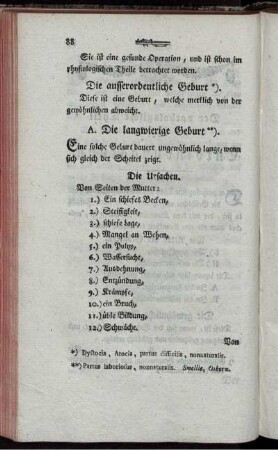 88
Sie ist eine gesunde Operation, und ist schon im
physiologischen Theile betrachtet worden.
Die ausserordentliche Geburt *).
Diese ist eine Geburt, welche merklich von der
gewöhnlichen abweicht.
A. Die langwierige Geburt **).
Eine solche Geburt dauert ungewöhnlich lange, wenn
sich gleich der Scheitel zeigt.
Die Ursachen.
Von Seiten der Mutter:
1.) Ein schiefes Becken,
2.) Steiffigkeit,
3.) schiefe Lage,
4.) Mangel an Wehen,
5.) ein Polyp,
6.) Wassersucht,
7.) Ausdehnung,
8.) Entzündung,
9.) Krämpfe,
10.) ein Bruch,
11.) üble Bildung,
12.) Schwäche.
Von
*) Dystocia, partus difficilis, nonnaturalis.
**) Partus laboriosus, nonnaturalis. Smellie, Osborn.